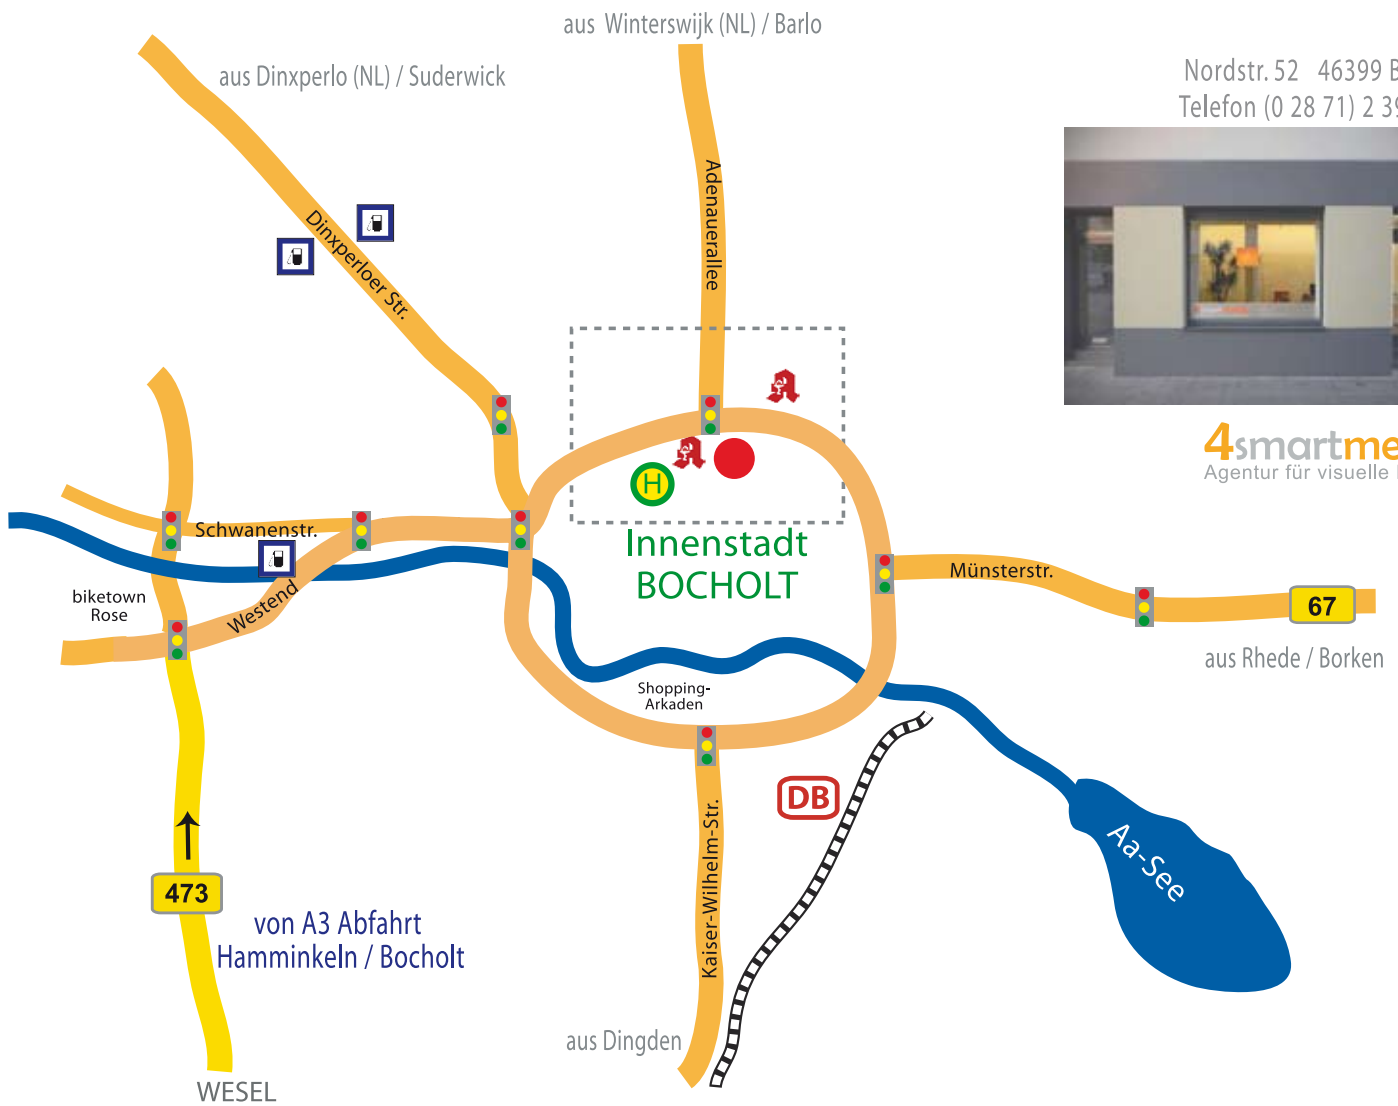 aus Winterswijk (NL) / Barlo
aus Dinxperlo (NL) / Suderwick
Nordstr. 52 46399 B
Telefon (0 28 71) 2 39
Adenauerallee
Dinxperloer Str.
4smartme
Agentur für visuelle
H
Schwanenstr.
Innenstadt
BOCHOLT
Münsterstr.
biketown
Rose
Westend
67
aus Rhede / Borken
Shopping-
Arkaden
DB
Kaiser-Wilhelm-Str.
Aa-See
473
von A3 Abfahrt
Hamminkeln / Bocholt
aus Dingden
WESEL